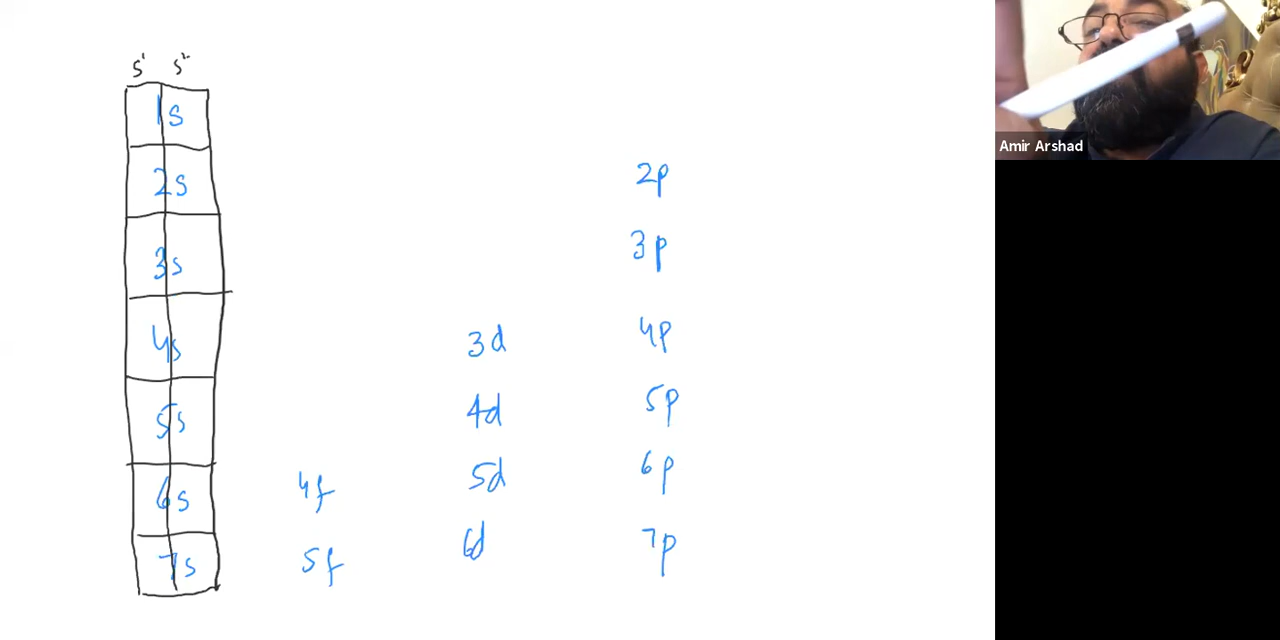 s¹ s²
1s
2s 2p
3s 3p
4s 3d 4p
5s 4d 5p
6s 4f 5d 6p
7s 5f 6d 7p
Amir Arshad